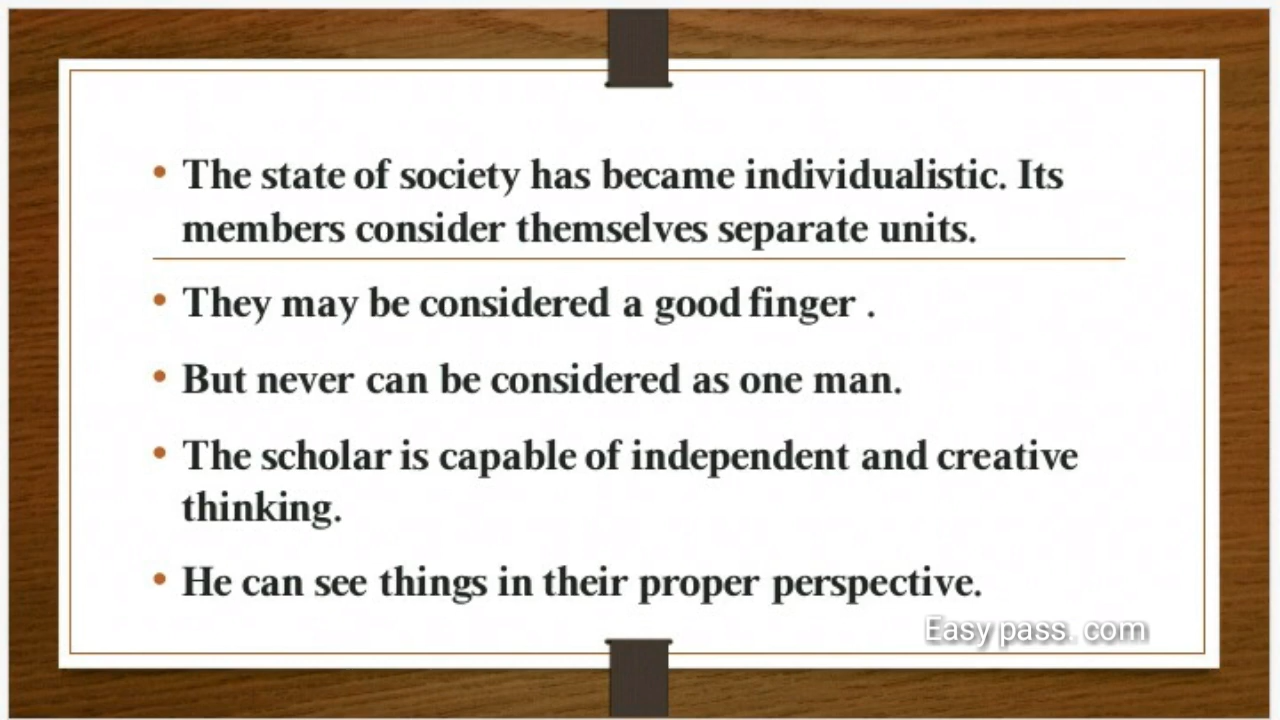 • The state of society has became individualistic. Its
members consider themselves separate units.
• They may be considered a good finger .
• But never can be considered as one man.
• The scholar is capable of independent and creative
thinking.
• He can see things in their proper perspective.
Easy pass. com